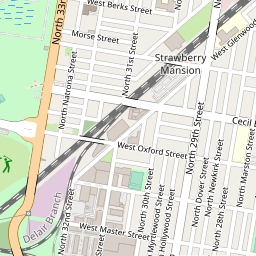 West Berks Street
North 33r
Morse Street
North 31st Street
Strawberry
Mansion
West Glenwood
North Natrona Street
Cecil B
North 29th Street
West Oxford Street
North Marston Street
North Newkirk Street
North Dover Street
North 28th Street
North 30th Street
North Myrtlewood Street
North Hollywood Street
Delair Branch
North 32nd Street
West Master Street